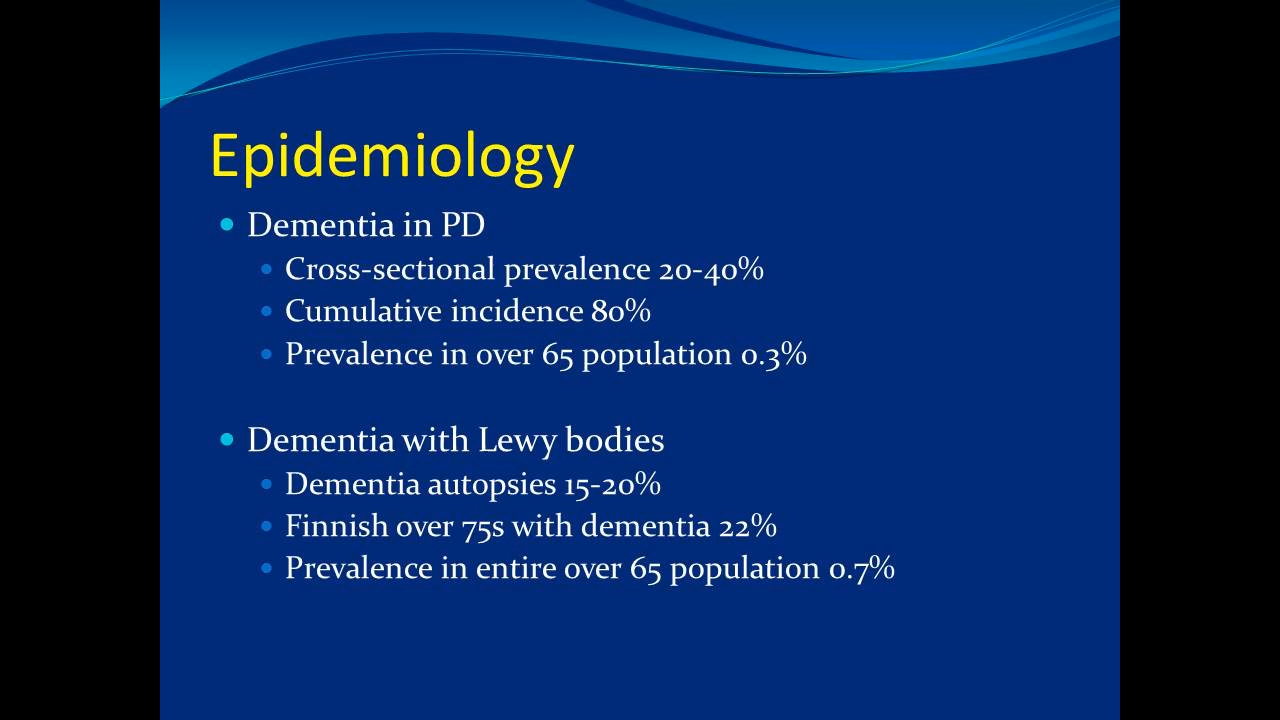 Epidemiology
Dementia in PD
Cross-sectional prevalence 20-40%
Cumulative incidence 80%
Prevalence in over 65 population 0.3%
Dementia with Lewy bodies
Dementia autopsies 15-20%
Finnish over 75s with dementia 22%
Prevalence in entire over 65 population 0.7%